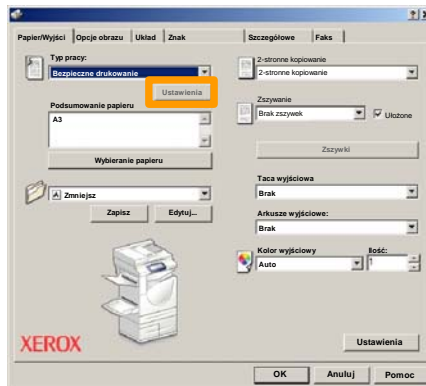 Papier/Wyjści Opcje obrazu Układ Znak Szczegółowe Faks
Typ pracy:
Bezpieczne drukowanie
Ustawienia
Podsumowanie papieru
A3
Wybieranie papieru
Zmniejsz
Zapisz Edytuj...
XEROX
2-stronne kopiowanie
2-stronne kopiowanie
Zszywanie
Brak zszywek Ułożone
Zszywki
Taca wyjściowa
Brak
Arkusze wyjściowe:
Brak
Kolor wyjściowy Ilość:
Auto 1
Ustawienia
OK Anuluj Pomoc